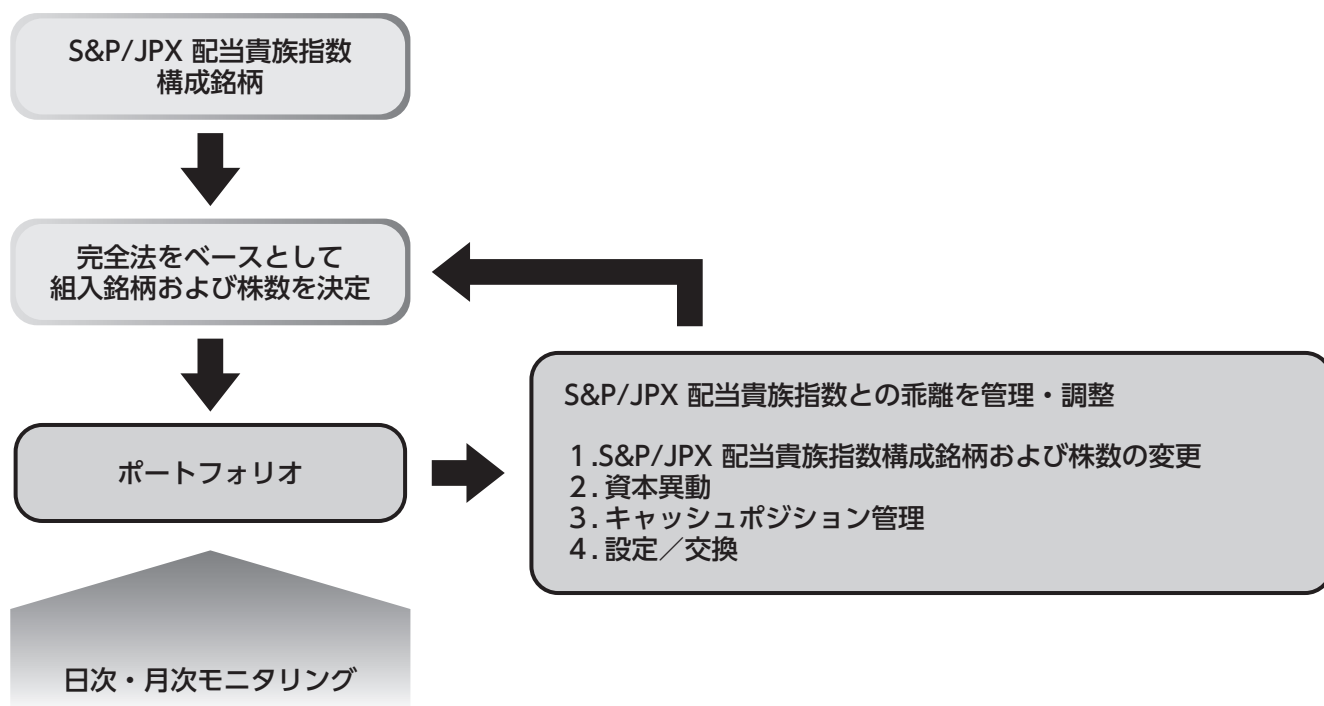 S&P/JPX 配当貴族指数
構成銘柄
完全法をベースとして
組入銘柄および株数を決定
ポートフォリオ
S&P/JPX 配当貴族指数との乖離を管理・調整
1.S&P/JPX 配当貴族指数構成銘柄および株数の変更
2.資本異動
3.キャッシュポジション管理
4.設定／交換
日次・月次モニタリング